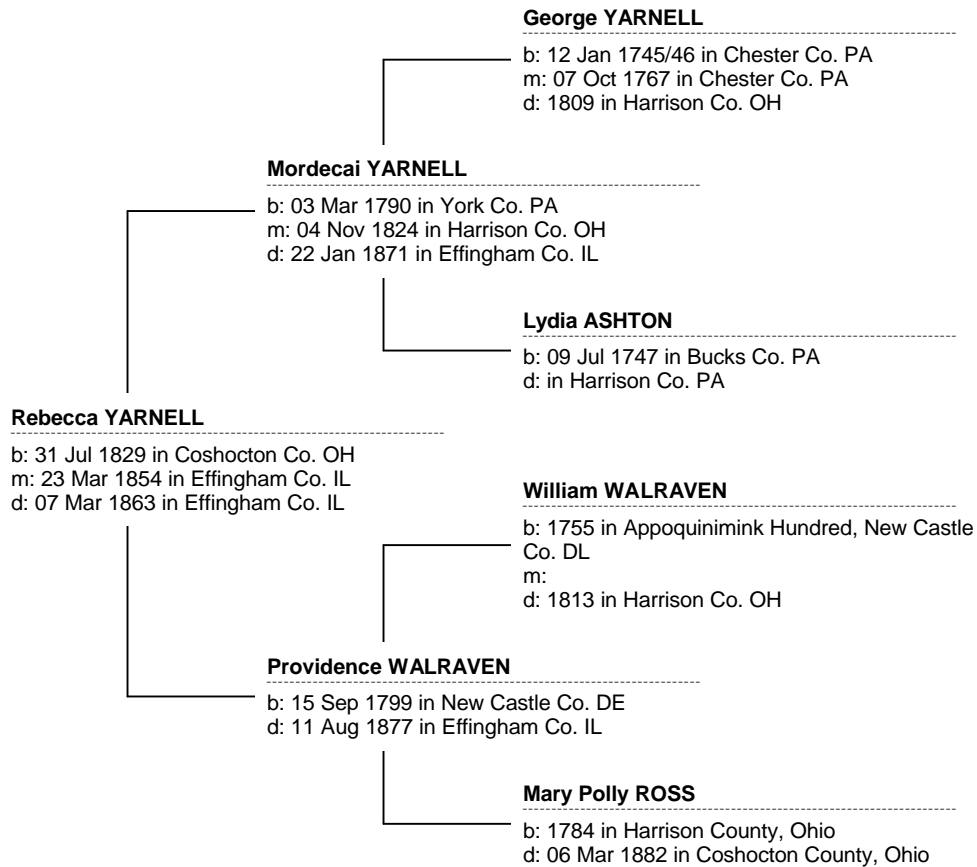 George YARNELL
b: 12 Jan 1745/46 in Chester Co. PA
m: 07 Oct 1767 in Chester Co. PA
d: 1809 in Harrison Co. OH
Mordecai YARNELL
b: 03 Mar 1790 in York Co. PA
m: 04 Nov 1824 in Harrison Co. OH
d: 22 Jan 1871 in Effingham Co. IL
Lydia ASHTON
b: 09 Jul 1747 in Bucks Co. PA
d: in Harrison Co. PA
Rebecca YARNELL
b: 31 Jul 1829 in Coshocton Co. OH
m: 23 Mar 1854 in Effingham Co. IL
d: 07 Mar 1863 in Effingham Co. IL
William WALRAVEN
b: 1755 in Appoquinimink Hundred, New Castle
Co. DL
m:
d: 1813 in Harrison Co. OH
Providence WALRAVEN
b: 15 Sep 1799 in New Castle Co. DE
d: 11 Aug 1877 in Effingham Co. IL
Mary Polly ROSS
b: 1784 in Harrison County, Ohio
d: 06 Mar 1882 in Coshocton County, Ohio